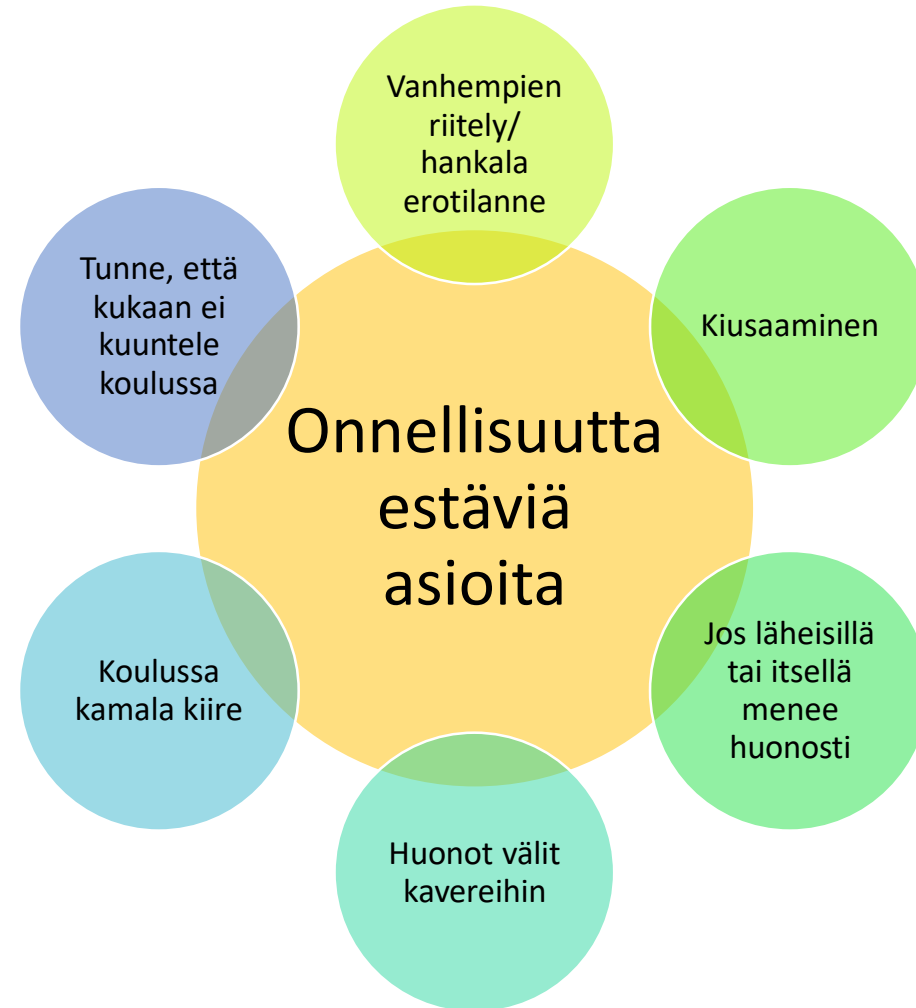 Vanhempien
riitely/
hankala
erotilanne
Kiusaaminen
Jos läheisillä
tai itsellä
menee
huonosti
Huonot välit
kavereihin
Koulussa
kamala kiire
Tunne, että
kukaan ei
kuuntele
koulussa
Onnellisuutta
estäviä
asioita